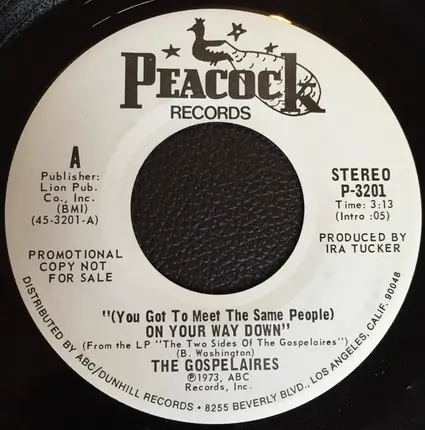 PEACOCK
RECORDS
A
Publisher:
Lion Pub.
Co., Inc.
(BMI)
(45-3201-A)
STEREO
P-3201
Time: 3:13
(Intro :05)
PROMOTIONAL
COPY NOT
FOR SALE
PRODUCED BY
IRA TUCKER
"(You Got To Meet The Same People)
ON YOUR WAY DOWN"
(From the LP "The Two Sides Of The Gospelaires")
(B. Washington)
THE GOSPELAIRES
Ⓟ1973, ABC
Records, Inc.
DISTRIBUTED BY ABC/DUNHILL RECORDS • 8255 BEVERLY BLVD., LOS ANGELES, CALIF. 90048